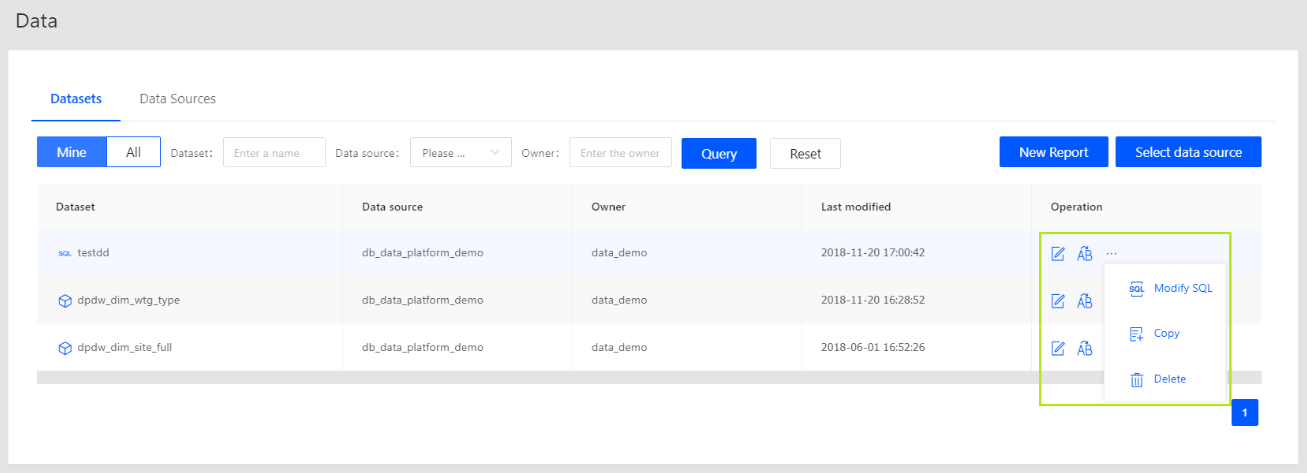 Data
Datasets Data Sources
Mine All Dataset: Enter a name Data source: Please ... Owner: Enter the owner Query Reset New Report Select data source
Dataset Data source Owner Last modified Operation
SQL testdd db_data_platform_demo data_demo 2018-11-20 17:00:42 AB ...
SQL Modify SQL
dpdw_dim_wtg_type db_data_platform_demo data_demo 2018-11-20 16:28:52 AB
Copy
dpdw_dim_site_full db_data_platform_demo data_demo 2018-06-01 16:52:26 AB
Delete
1